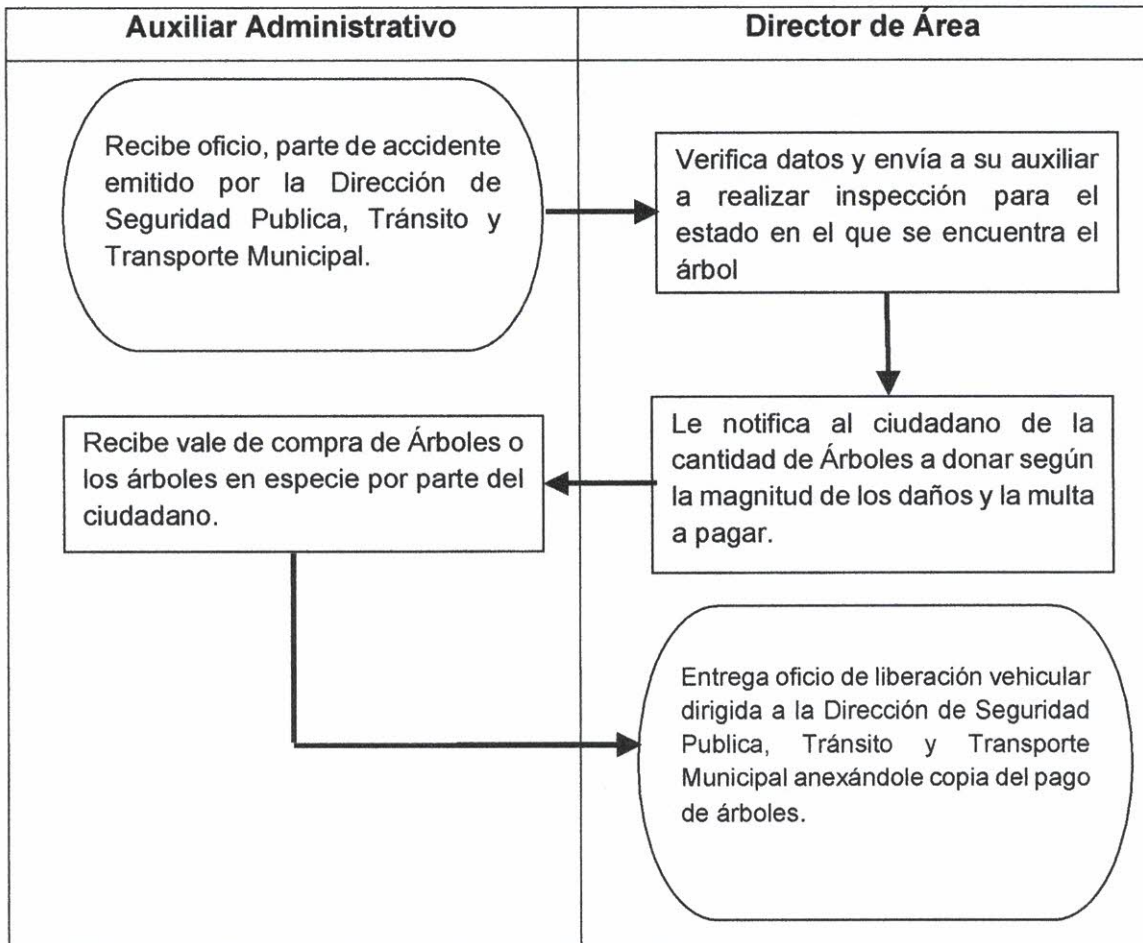 Auxiliar Administrativo
Director de Área
Recibe oficio, parte de accidente
emitido por la Dirección de
Seguridad Publica, Tránsito y
Transporte Municipal.
Verifica datos y envía a su auxiliar
a realizar inspección para el
estado en el que se encuentra el
árbol
Le notifica al ciudadano de la
cantidad de Árboles a donar según
la magnitud de los daños y la multa
a pagar.
Recibe vale de compra de Árboles o
los árboles en especie por parte del
ciudadano.
Entrega oficio de liberación vehicular
dirigida a la Dirección de Seguridad
Publica, Tránsito y Transporte
Municipal anexándole copia del pago
de árboles.